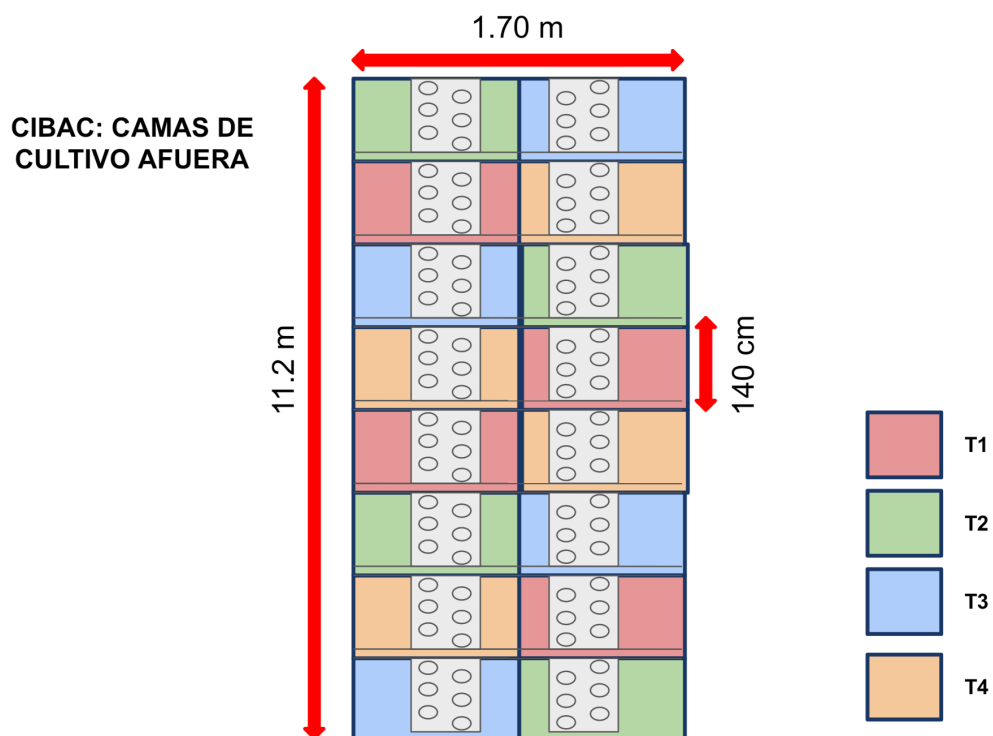 1.70 m
CIBAC: CAMAS DE
CULTIVO AFUERA
11.2 m
140 cm
T1
T2
T3
T4